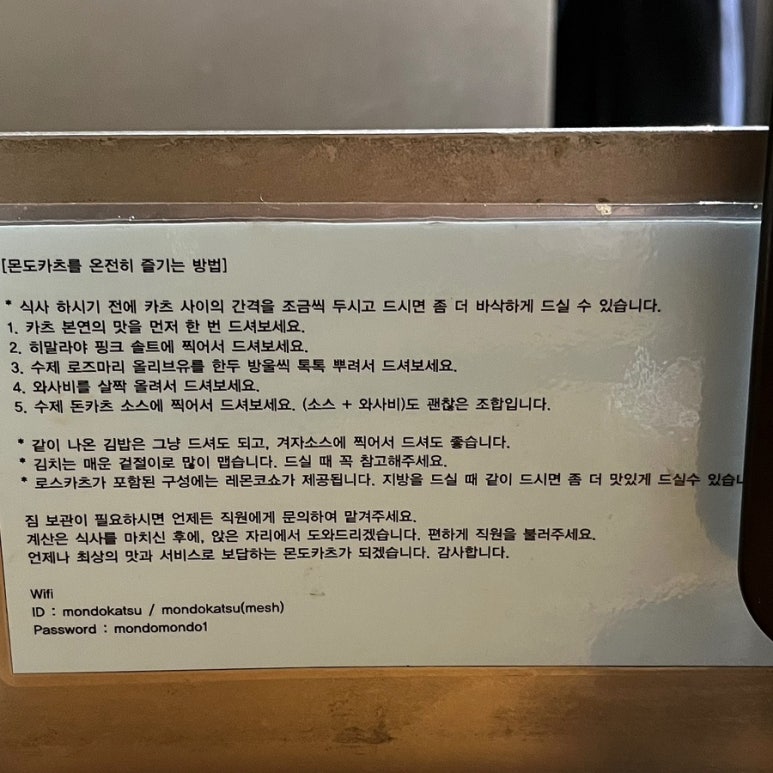 [몬도카츠를 온전히 즐기는 방법]
* 식사 하시기 전에 카츠 사이의 간격을 조금씩 두시고 드시면 좀 더 바삭하게 드실 수 있습니다.
1. 카츠 본연의 맛을 먼저 한 번 드셔보세요.
2. 히말라야 핑크 솔트에 찍어서 드셔보세요.
3. 수제 로즈마리 올리브유를 한두 방울씩 톡톡 뿌려서 드셔보세요.
4. 와사비를 살짝 올려서 드셔보세요.
5. 수제 돈카츠 소스에 찍어서 드셔보세요. (소스 + 와사비)도 괜찮은 조합입니다.
* 같이 나온 김밥은 그냥 드셔도 되고, 겨자소스에 찍어서 드셔도 좋습니다.
* 김치는 매운 겉절이로 많이 맵습니다. 드실 때 꼭 참고해주세요.
* 로스카츠가 포함된 구성에는 레몬코쇼가 제공됩니다. 지방을 드실 때 같이 드시면 좀 더 맛있게 드실수
짐 보관이 필요하시면 언제든 직원에게 문의하여 맡겨주세요.
계산은 식사를 마치신 후에, 앉은 자리에서 도와드리겠습니다. 편하게 직원을 불러주세요.
언제나 최상의 맛과 서비스로 보답하는 몬도카츠가 되겠습니다. 감사합니다.
Wifi
ID : mondokatsu / mondokatsu(mesh)
Password : mondomondo1